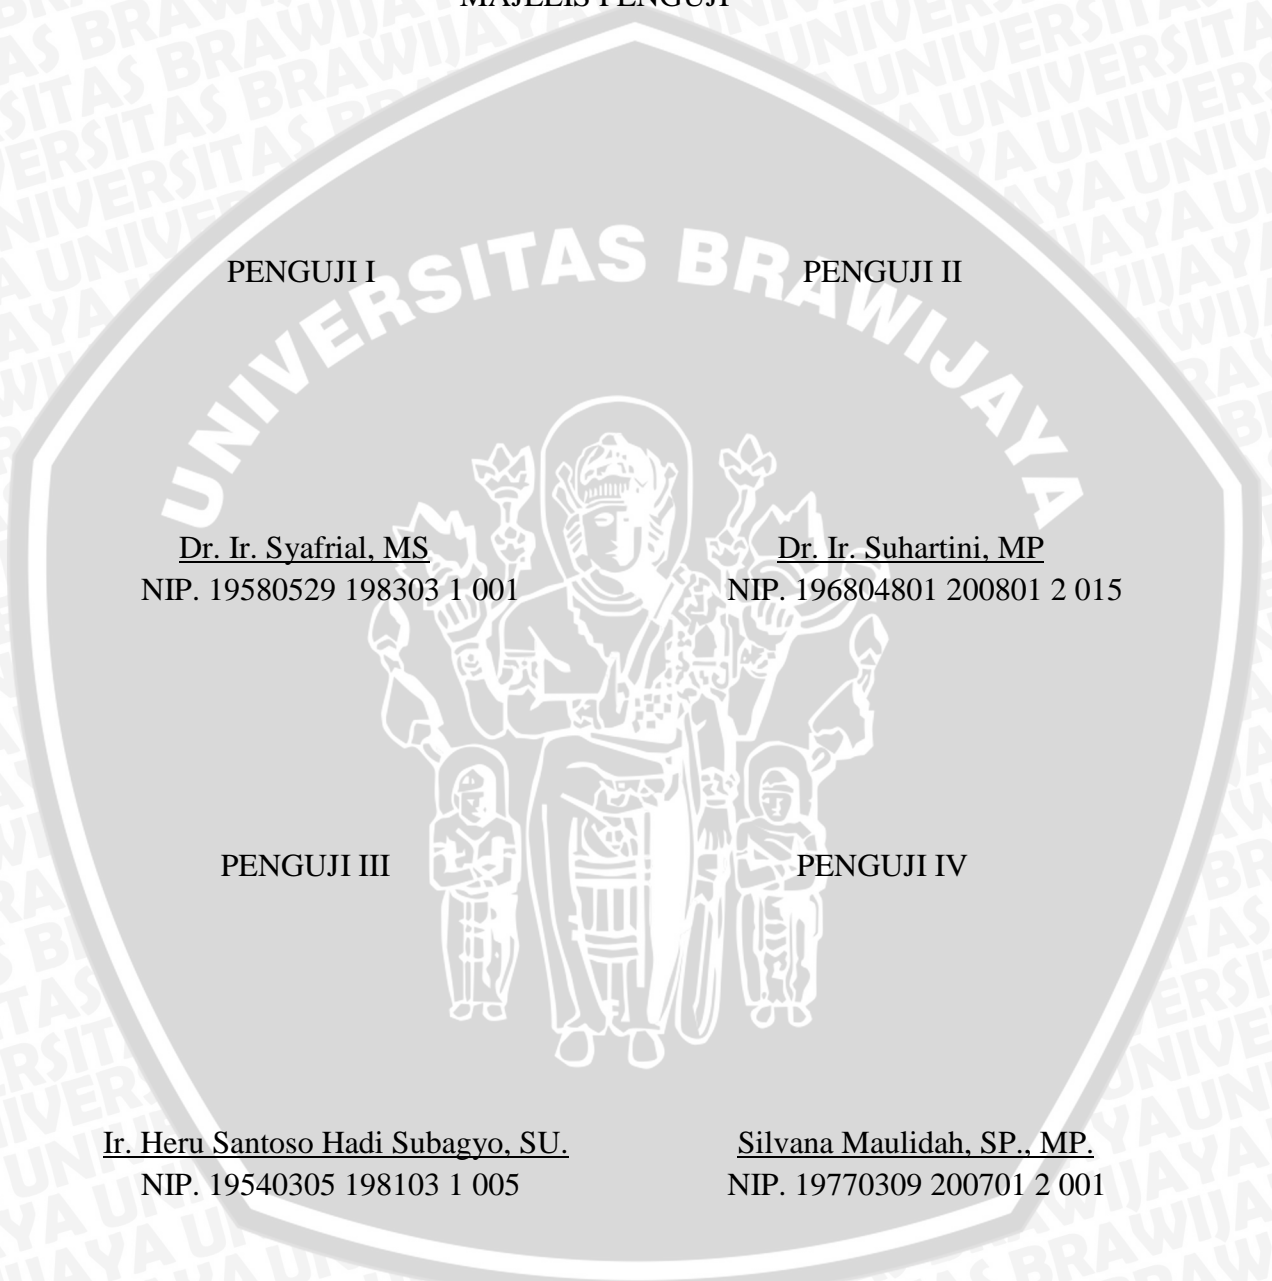 MAJELIS PENGUJI
UNIVERSITAS BRAWIJAYA
PENGUJI I PENGUJI II
Dr. Ir. Syafrial, MS Dr. Ir. Suhartini, MP
NIP. 19580529 198303 1 001 NIP. 196804801 200801 2 015
PENGUJI III PENGUJI IV
Ir. Heru Santoso Hadi Subagyo, SU. Silvana Maulidah, SP., MP.
NIP. 19540305 198103 1 005 NIP. 19770309 200701 2 001